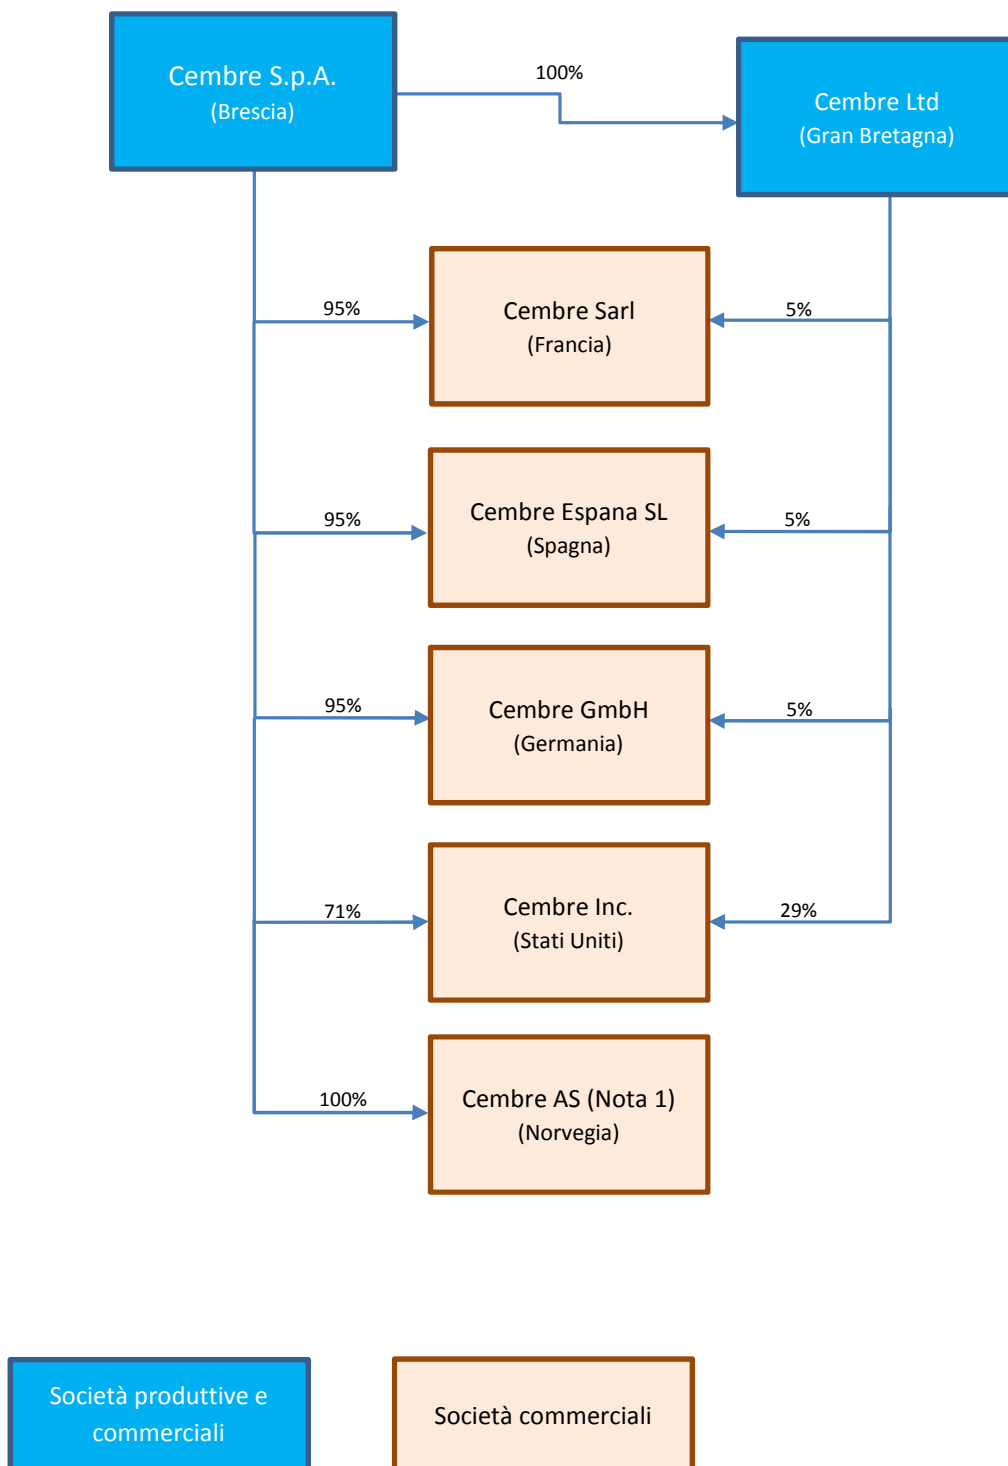 Cembre S.p.A.
(Brescia)
100%
Cembre Ltd
(Gran Bretagna)
95%
Cembre Sarl
(Francia)
5%
95%
Cembre Espana SL
(Spagna)
5%
95%
Cembre GmbH
(Germania)
5%
71%
Cembre Inc.
(Stati Uniti)
29%
100%
Cembre AS (Nota 1)
(Norvegia)
Società produttive e
commerciali
Società commerciali